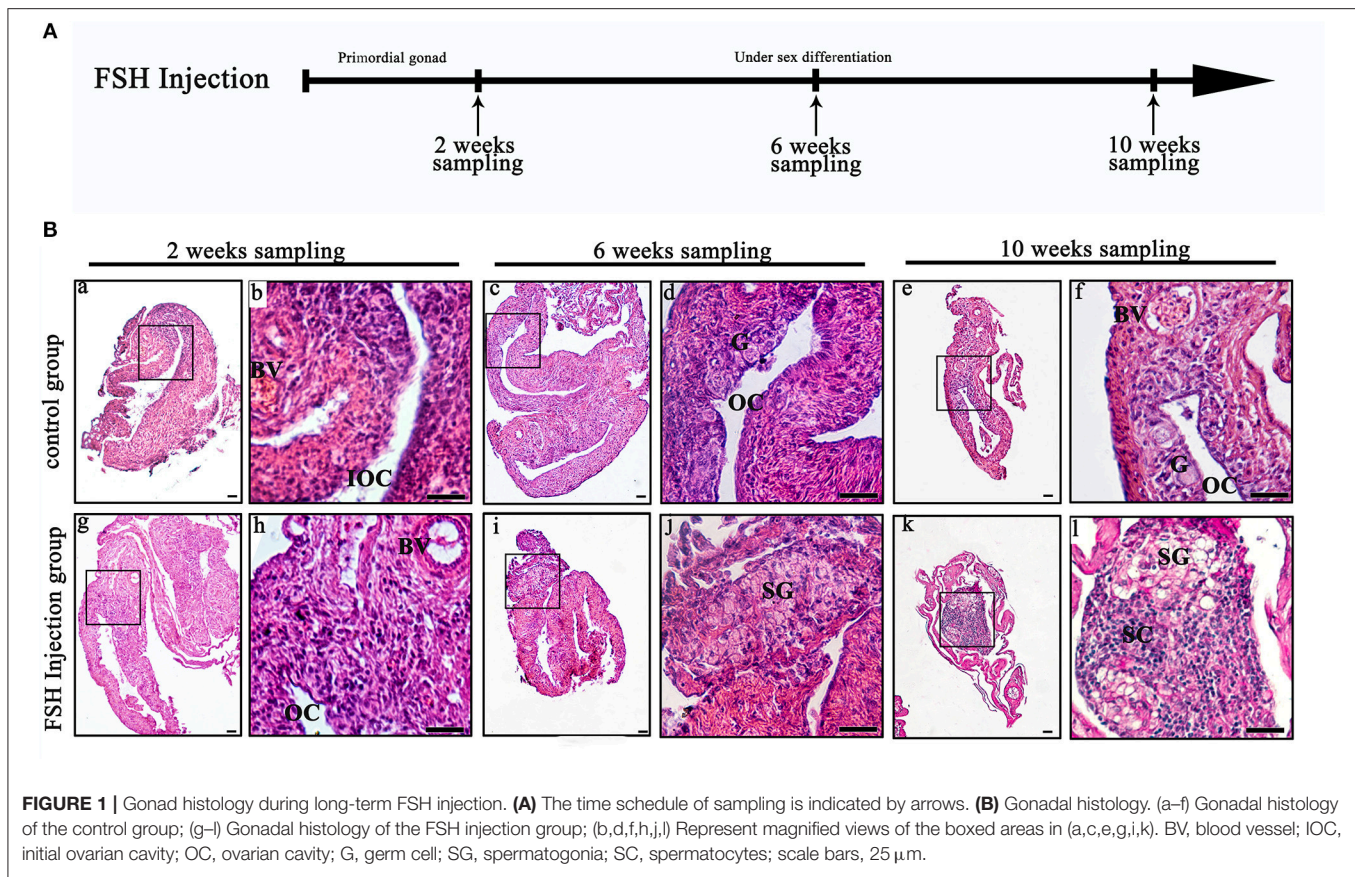 A
FSH Injection
Primordial gonad
Under sex differentiation
2 weeks
sampling
6 weeks
sampling
10 weeks
sampling
B
2 weeks sampling
6 weeks sampling
10 weeks sampling
control group
a
b
BV
IOC
c
d
G
OC
e
f
BV
G
OC
FSH Injection group
g
h
BV
OC
i
j
SG
k
l
SG
SC
FIGURE 1 | Gonad histology during long-term FSH injection. (A) The time schedule of sampling is indicated by arrows. (B) Gonadal histology. (a–f) Gonadal histology
of the control group; (g–l) Gonadal histology of the FSH injection group; (b,d,f,h,j,l) Represent magnified views of the boxed areas in (a,c,e,g,i,k). BV, blood vessel; IOC,
initial ovarian cavity; OC, ovarian cavity; G, germ cell; SG, spermatogonia; SC, spermatocytes; scale bars, 25 μm.